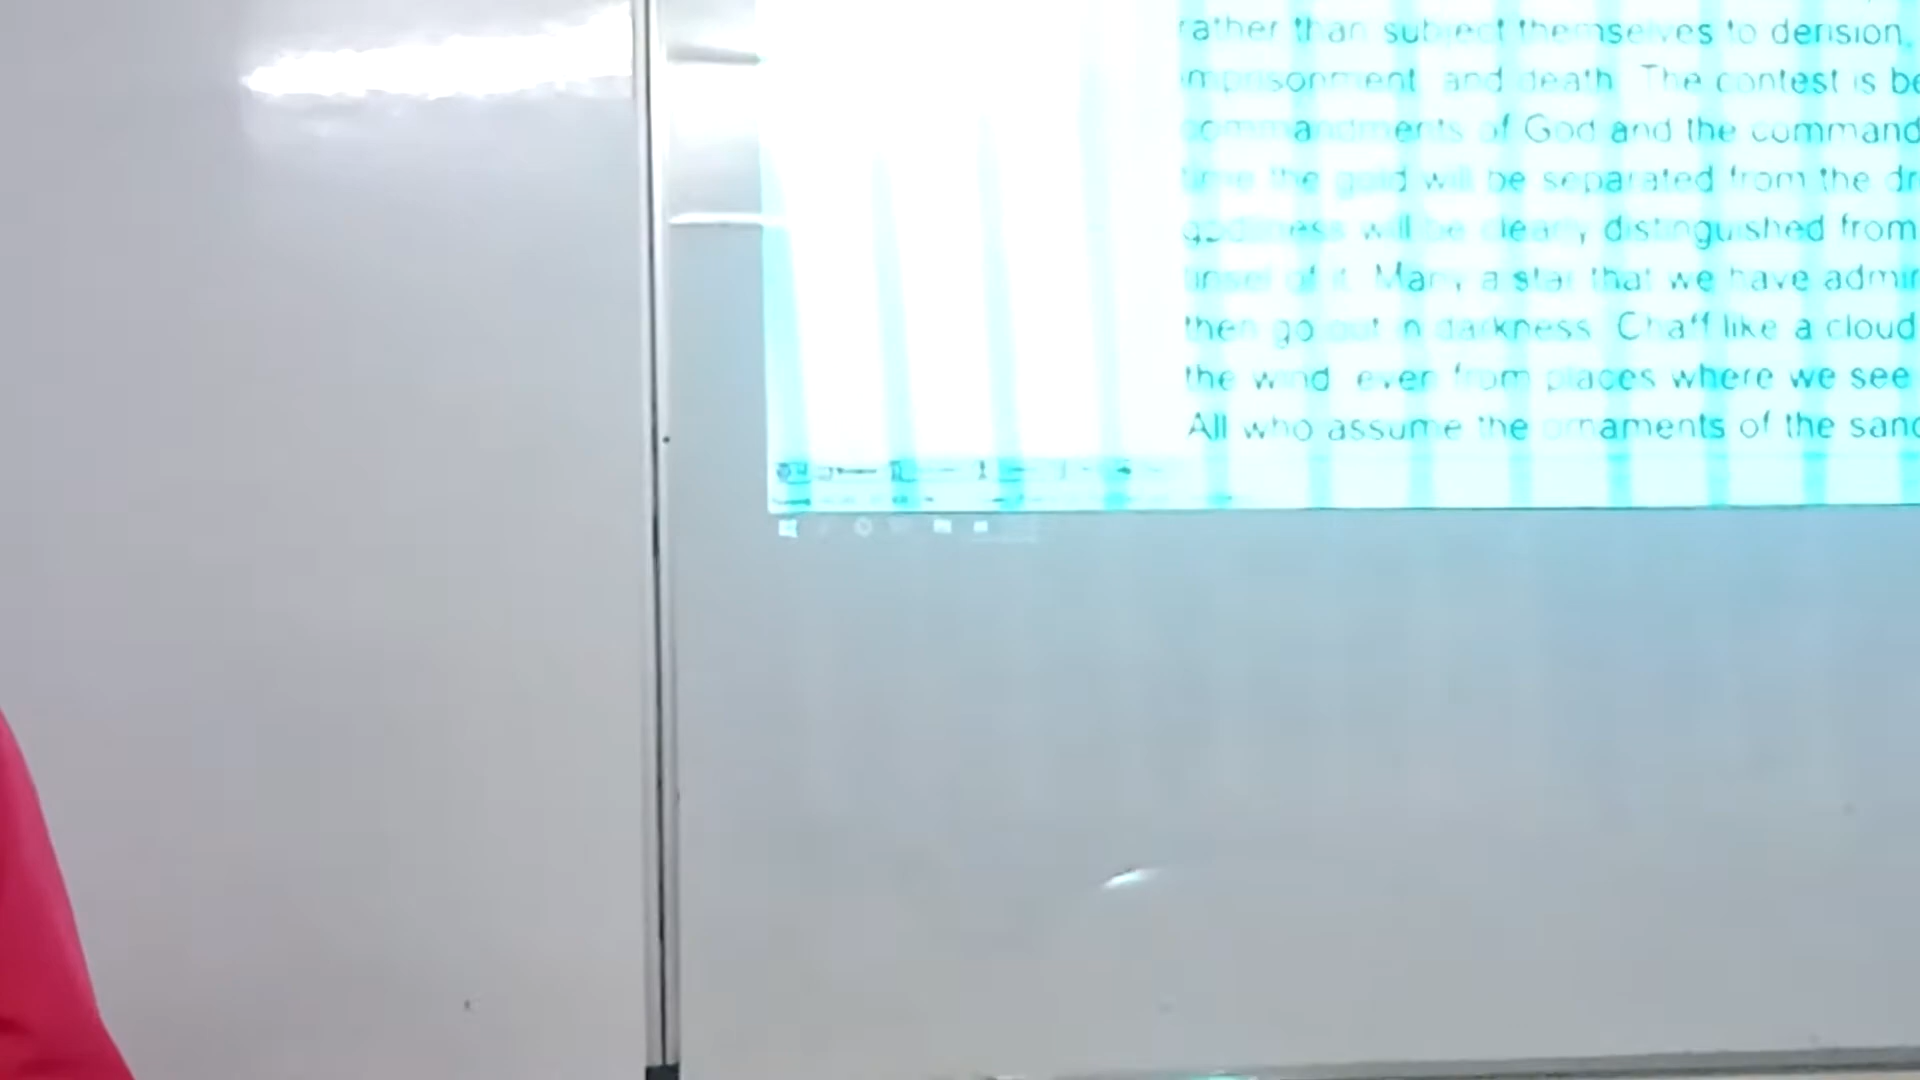 rather than subject themselves to derision,
imprisonment, and death. The contest is be
commandments of God and the command
time the gold will be separated from the dr
godliness will be clearly distinguished from
tinsel of it. Many a star that we have admir
then go out in darkness. Chaff like a cloud
the wind, even from places where we see
All who assume the ornaments of the sanc